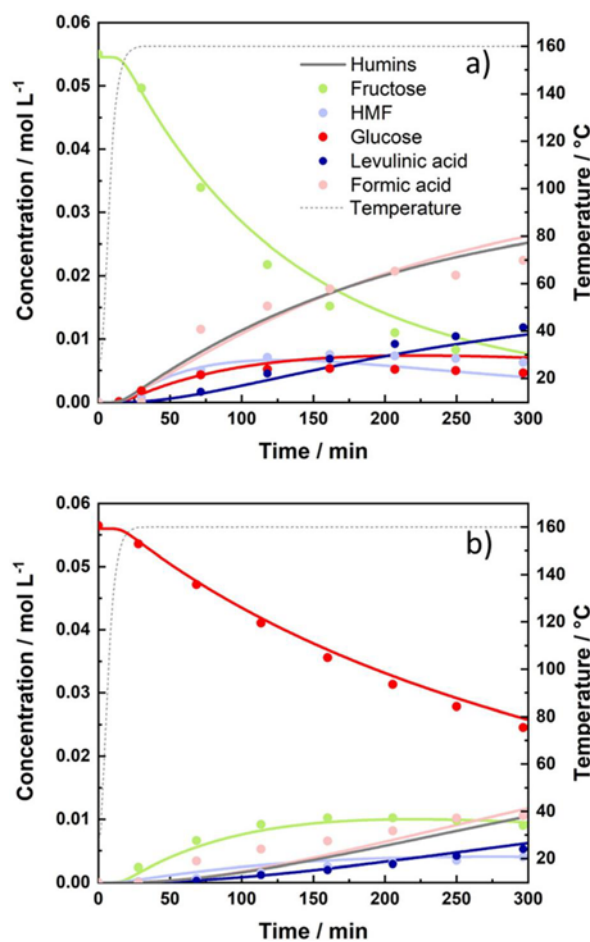 a)
Humins
Fructose
HMF
Glucose
Levulinic acid
Formic acid
Temperature
Concentration / mol L⁻¹
0.06
0.05
0.04
0.03
0.02
0.01
0.00
0 50 100 150 200 250 300
Time / min
160
140
120
100
80
60
40
20
Temperature / °C
b)
Concentration / mol L⁻¹
0.06
0.05
0.04
0.03
0.02
0.01
0.00
0 50 100 150 200 250 300
Time / min
160
140
120
100
80
60
40
20
Temperature / °C